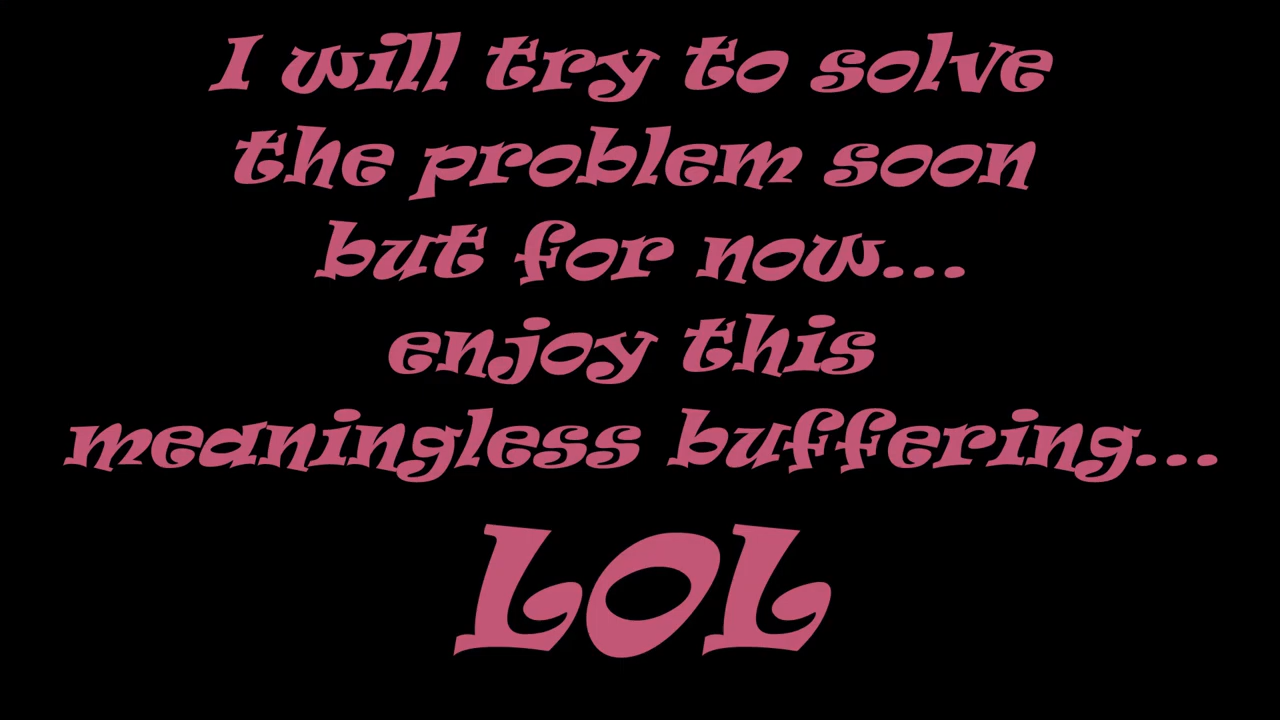 I will try to solve
the problem soon
but for now...
enjoy this
meaningless buffering...
LOL